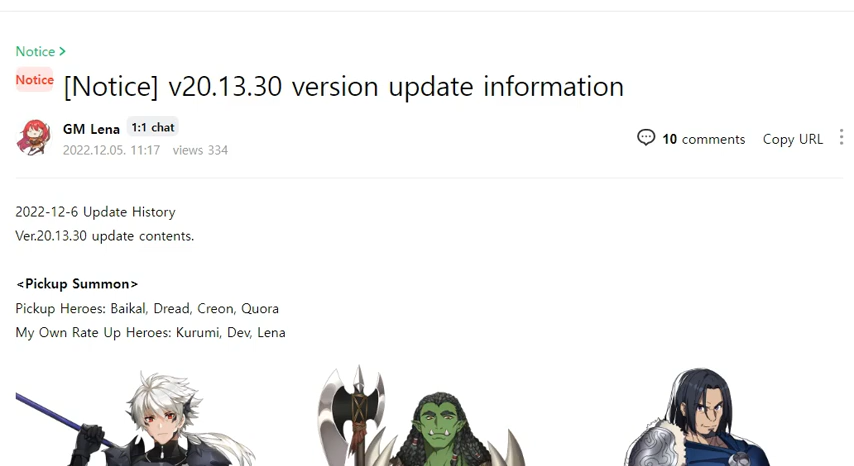 Notice >
Notice [Notice] v20.13.30 version update information
GM Lena 1:1 chat
2022.12.05. 11:17 views 334
10 comments Copy URL
2022-12-6 Update History
Ver.20.13.30 update contents.
<Pickup Summon>
Pickup Heroes: Baikal, Dread, Creon, Quora
My Own Rate Up Heroes: Kurumi, Dev, Lena